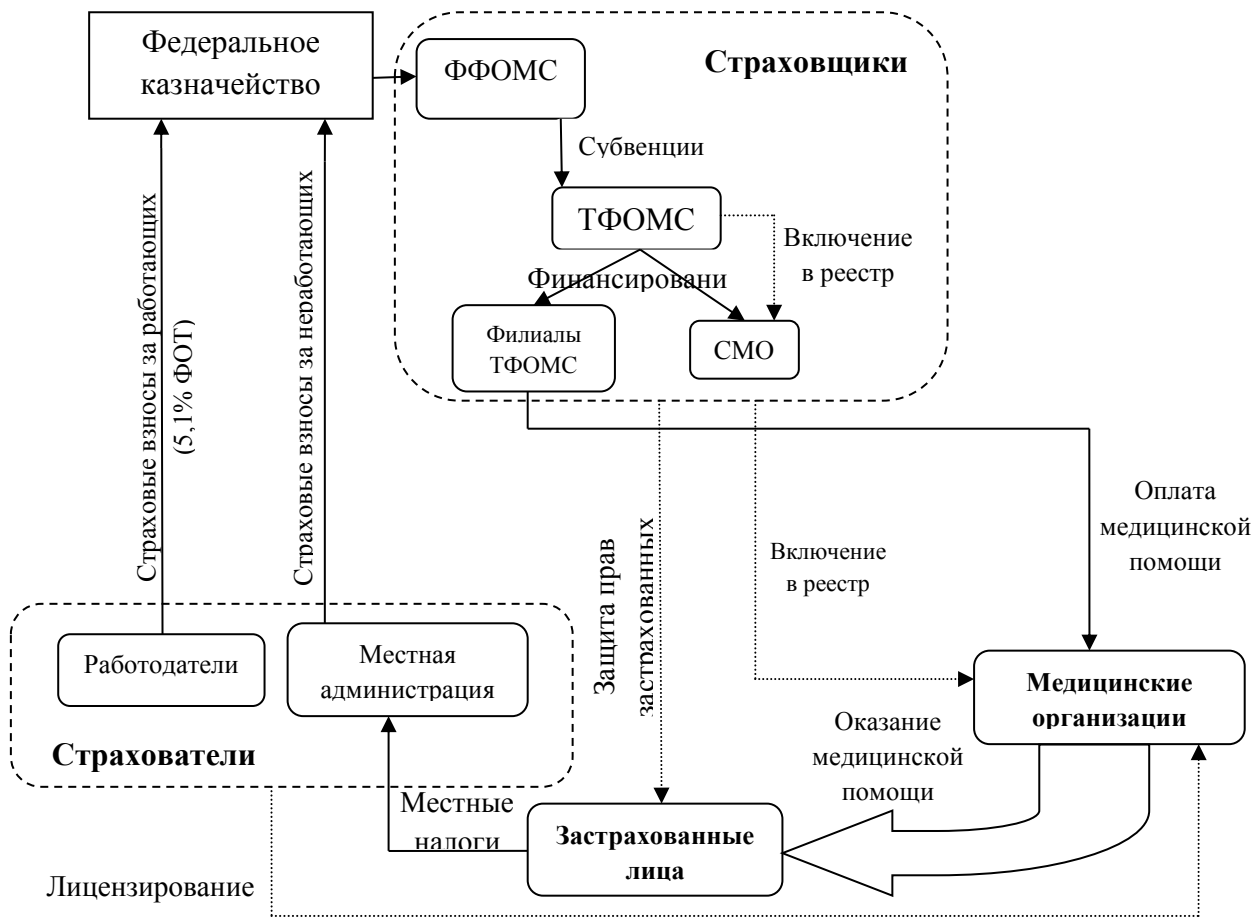 Федеральное
казначейство
ФФОМС
Страховщики
Субвенции
ТФОМС
Включение
в реестр
Финансировани
Филиалы
ТФОМС
СМО
Страховые взносы за работающих
(5,1% ФОТ)
Страховые взносы за неработающих
Оплата
медицинской
помощи
Защита прав
застрахованных
Включение
в реестр
Работодатели
Местная
администрация
Страхователи
Медицинские
организации
Оказание
медицинской
помощи
Местные
налоги
Застрахованные
лица
Лицензирование